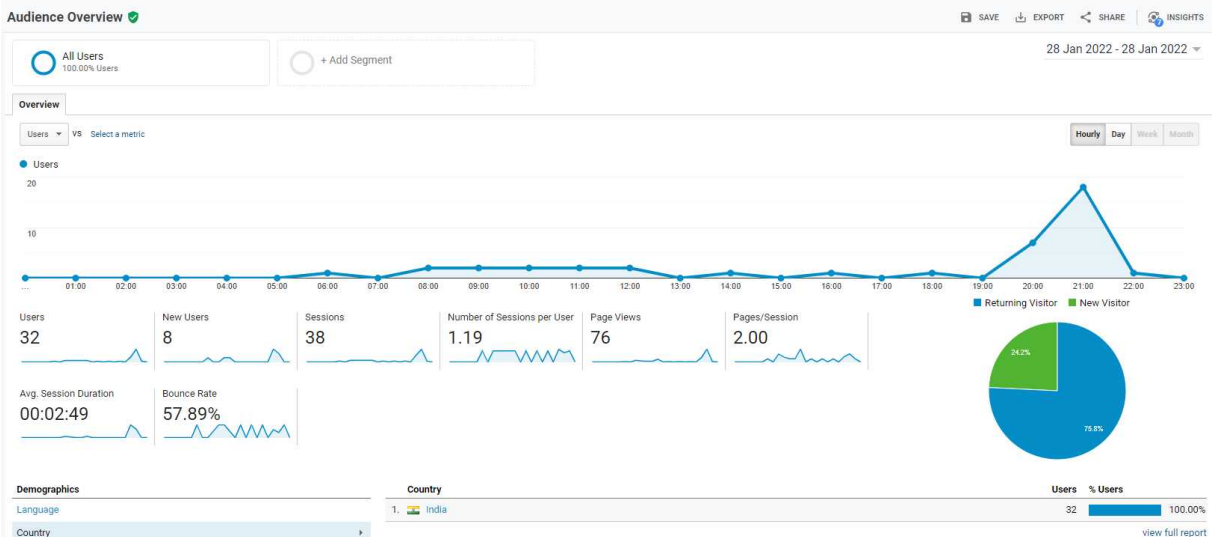 Audience Overview
SAVE EXPORT SHARE INSIGHTS
7
All Users
100.00% Users
+ Add Segment
28 Jan 2022 - 28 Jan 2022
Overview
Users VS Select a metric
Hourly Day Week Month
Users
20
10
... 01:00 02:00 03:00 04:00 05:00 06:00 07:00 08:00 09:00 10:00 11:00 12:00 13:00 14:00 15:00 16:00 17:00 18:00 19:00 20:00 21:00 22:00 23:00
Returning Visitor New Visitor
Users
32
New Users
8
Sessions
38
Number of Sessions per User
1.19
Page Views
76
Pages/Session
2.00
Avg. Session Duration
00:02:49
Bounce Rate
57.89%
24.2%
75.8%
Demographics
Language
Country
Country Users % Users
1. India 32 100.00%
view full report